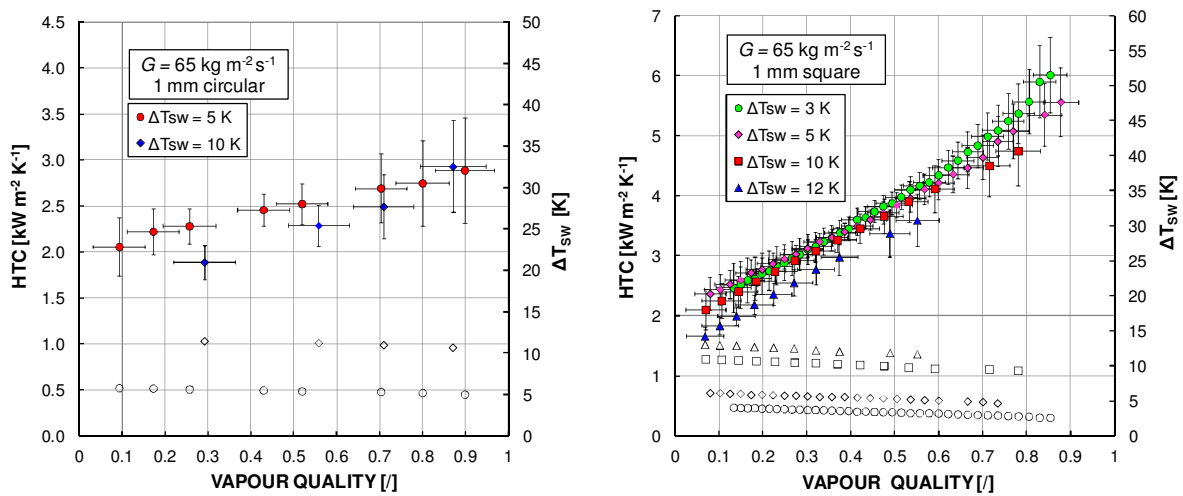 4.5
4.0
3.5
3.0
2.5
2.0
1.5
1.0
0.5
0.0
HTC [kW m-2 K-1]
G = 65 kg m-2 s-1
1 mm circular
ΔTsw = 5 K
ΔTsw = 10 K
50
45
40
35
30
25
20
15
10
5
0
ΔTSW [K]
0 0.1 0.2 0.3 0.4 0.5 0.6 0.7 0.8 0.9 1
VAPOUR QUALITY [/]
7
6
5
4
3
2
1
0
HTC [kW m-2 K-1]
G = 65 kg m-2 s-1
1 mm square
ΔTsw = 3 K
ΔTsw = 5 K
ΔTsw = 10 K
ΔTsw = 12 K
60
55
50
45
40
35
30
25
20
15
10
5
0
ΔTSW [K]
0 0.1 0.2 0.3 0.4 0.5 0.6 0.7 0.8 0.9 1
VAPOUR QUALITY [/]